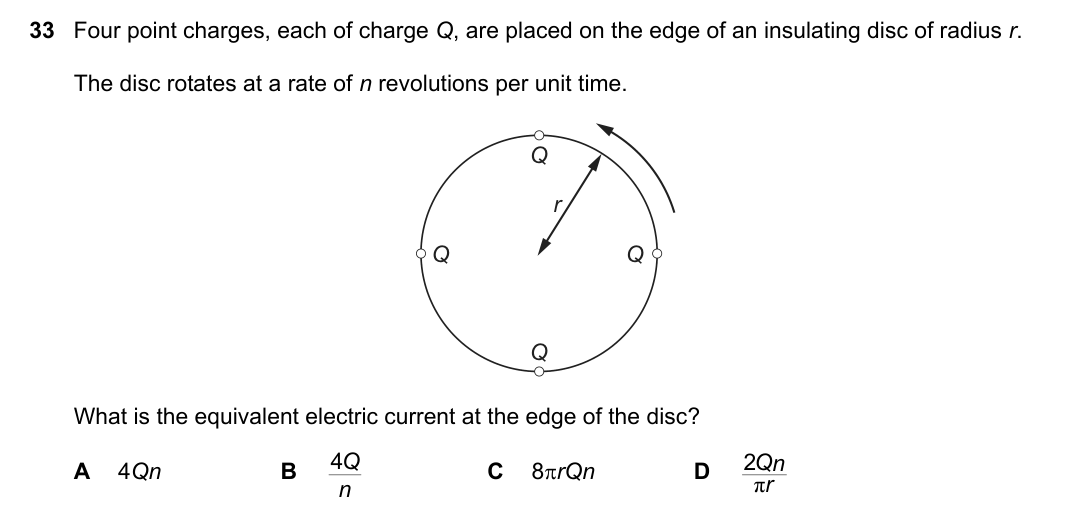 33 Four point charges, each of charge Q, are placed on the edge of an insulating disc of radius r.
The disc rotates at a rate of n revolutions per unit time.
Q
r
Q Q
Q
What is the equivalent electric current at the edge of the disc?
A 4Qn B 4Q/n C 8πrQn D 2Qn/πr